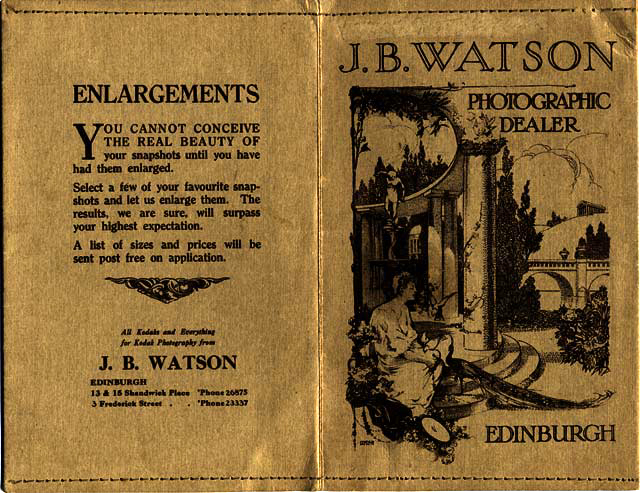 ENLARGEMENTS
YOU CANNOT CONCEIVE
THE REAL BEAUTY OF
your snapshots until you have
had them enlarged.
Select a few of your favourite snap-
shots and let us enlarge them. The
results, we are sure, will surpass
your highest expectation.
A list of sizes and prices will be
sent post free on application.
All Kodaks and Everything
for Kodak Photography from
J. B. WATSON
EDINBURGH
13 & 15 Shandwick Place 'Phone 26875
3 Frederick Street . . 'Phone 23337
J. B. WATSON
PHOTOGRAPHIC
DEALER
EDINBURGH